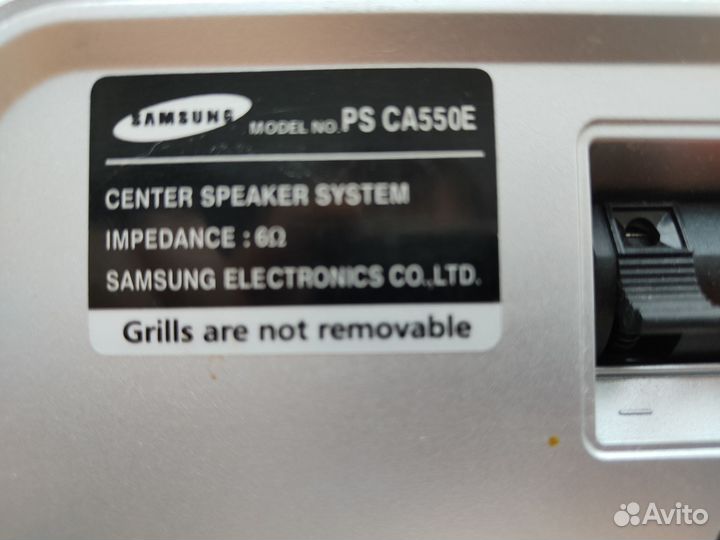 SAMSUNG MODEL NO. PS CA550E
CENTER SPEAKER SYSTEM
IMPEDANCE : 6Ω
SAMSUNG ELECTRONICS CO.,LTD.
Grills are not removable
Avito